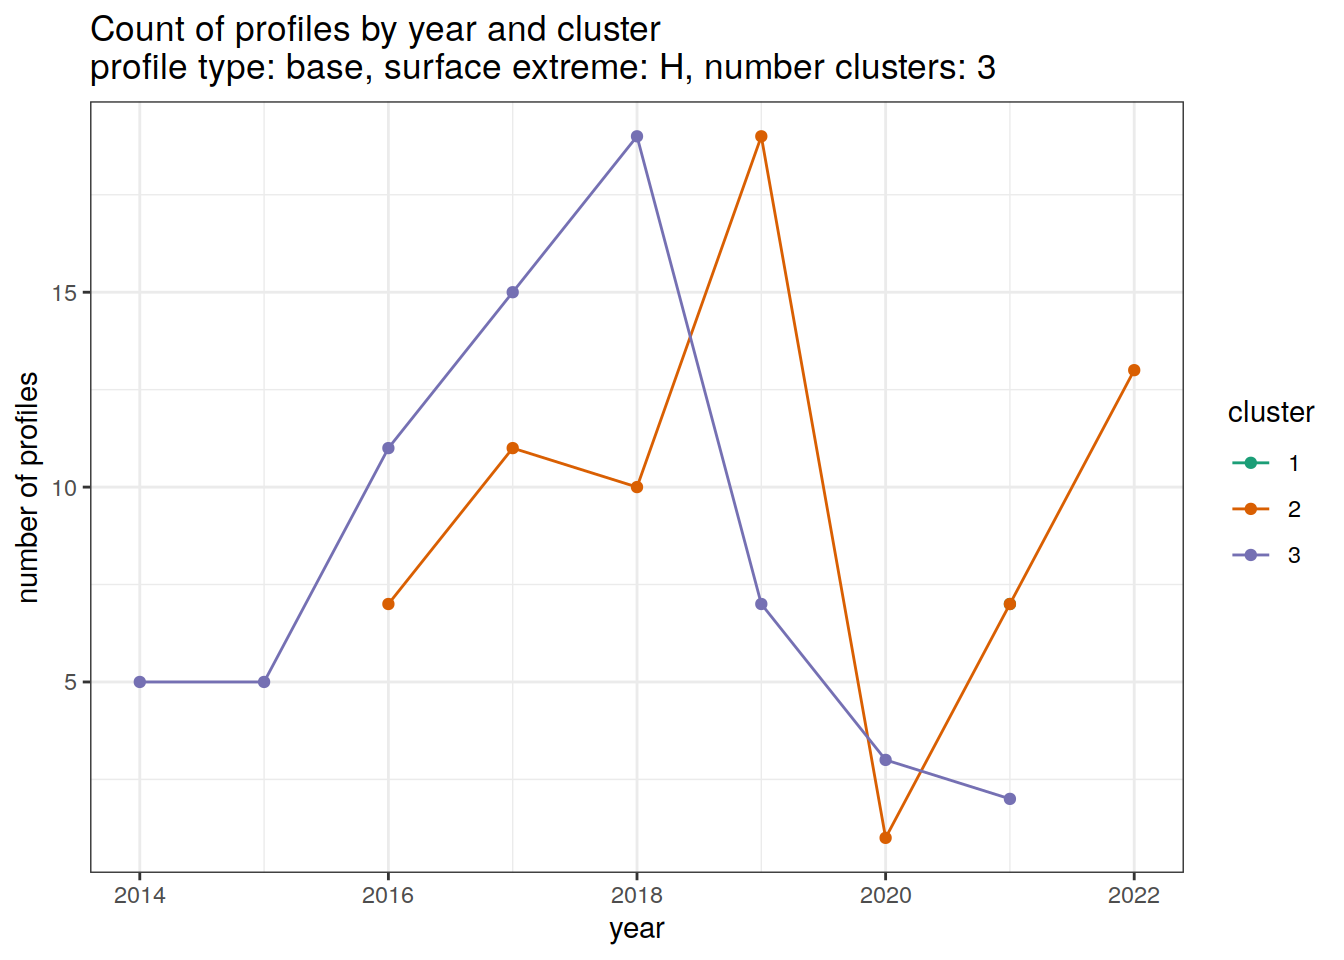 Count of profiles by year and cluster
profile type: base, surface extreme: H, number clusters: 3
number of profiles
15
10
5
2014
2016
2018
2020
2022
year
cluster
1
2
3